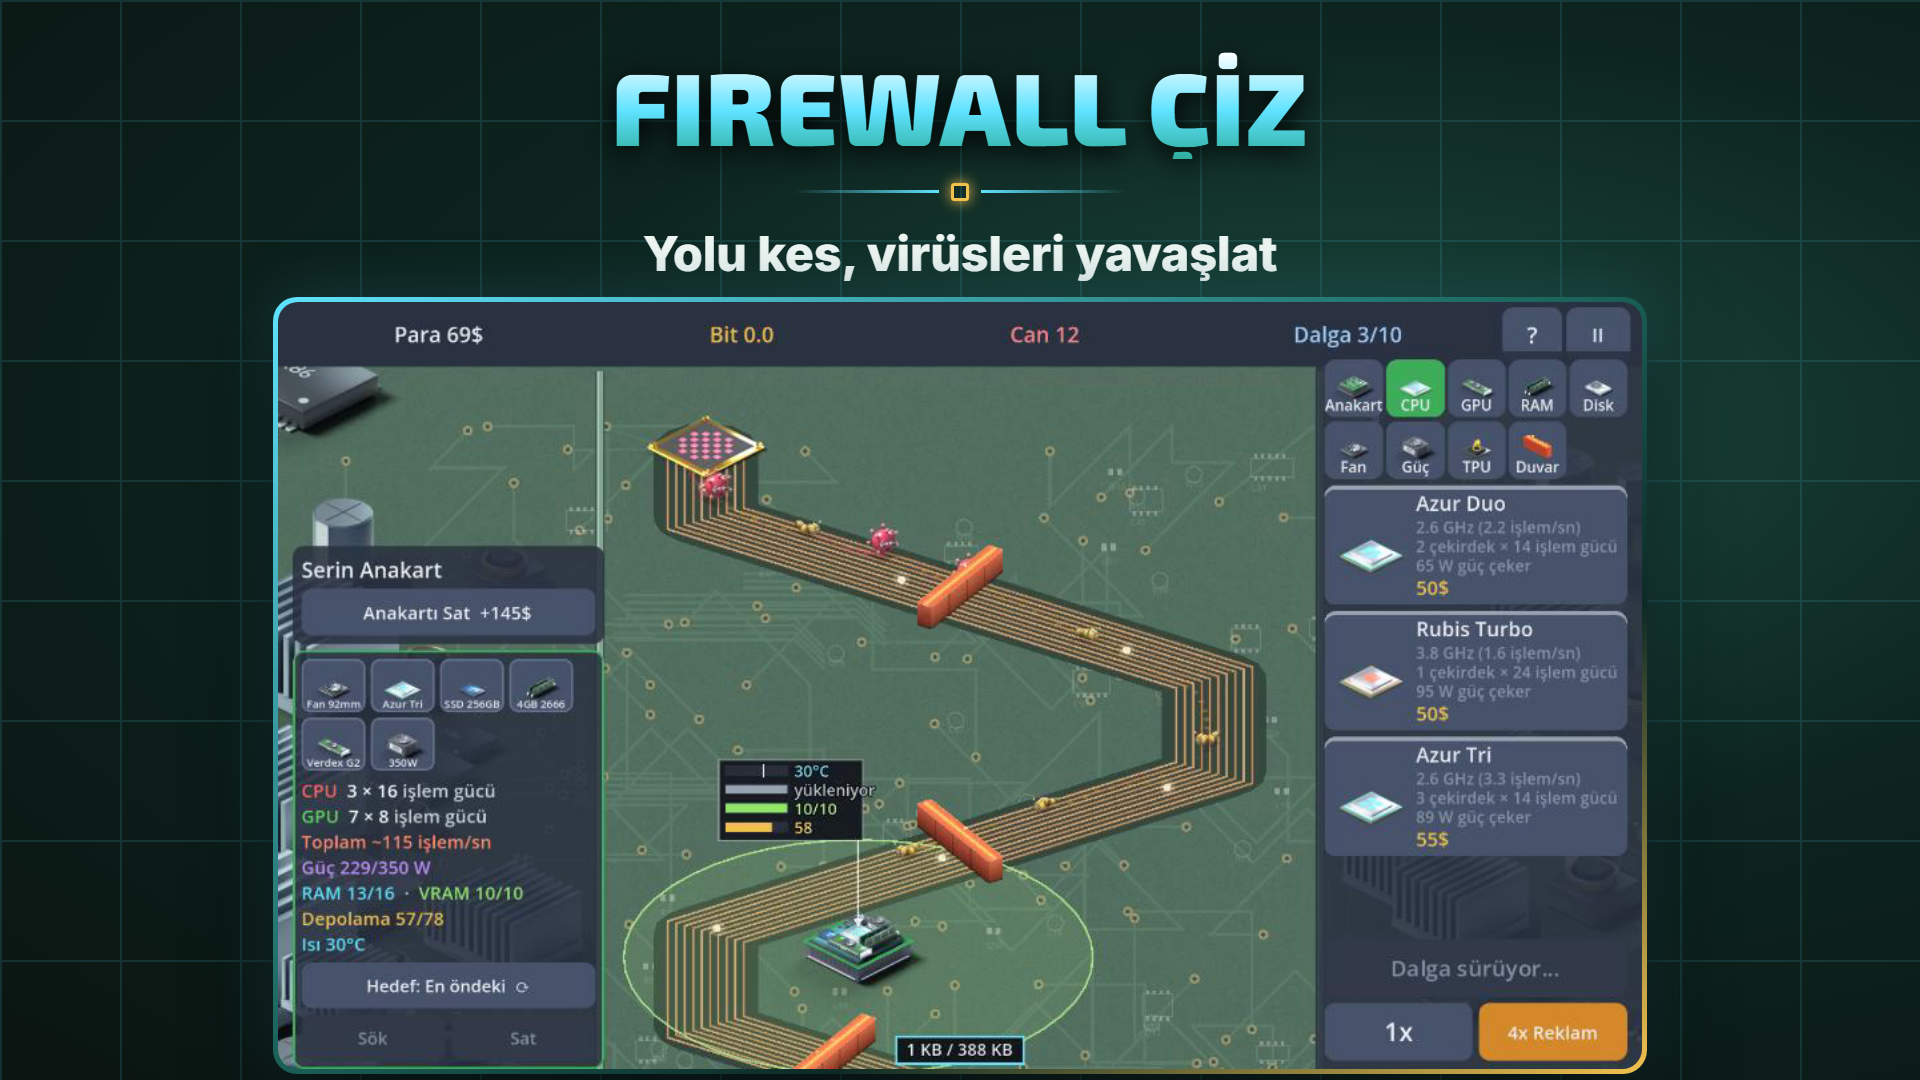 FIREWALL ÇİZ
Yolu kes, virüsleri yavaşlat
Para 69$
Bit 0.0
Can 12
Dalga 3/10
?
II
Anakart
CPU
GPU
RAM
Disk
Fan
Güç
TPU
Duvar
Azur Duo
2.6 GHz (2.2 işlem/sn)
2 çekirdek × 14 işlem gücü
65 W güç çeker
50$
Rubis Turbo
3.8 GHz (1.6 işlem/sn)
1 çekirdek × 24 işlem gücü
95 W güç çeker
50$
Azur Tri
2.6 GHz (3.3 işlem/sn)
3 çekirdek × 14 işlem gücü
89 W güç çeker
55$
Dalga sürüyor...
1x
4x Reklam
Serin Anakart
Anakartı Sat +145$
Fan 92mm
Azur Tri
SSD 256GB
4GB 2666
Verdex G2
350W
CPU 3 × 16 işlem gücü
GPU 7 × 8 işlem gücü
Toplam ~115 işlem/sn
Güç 229/350 W
RAM 13/16 · VRAM 10/10
Depolama 57/78
Isı 30°C
Hedef: En öndeki ⟳
Sök
Sat
30°C
yükleniyor
10/10
58
1 KB / 388 KB